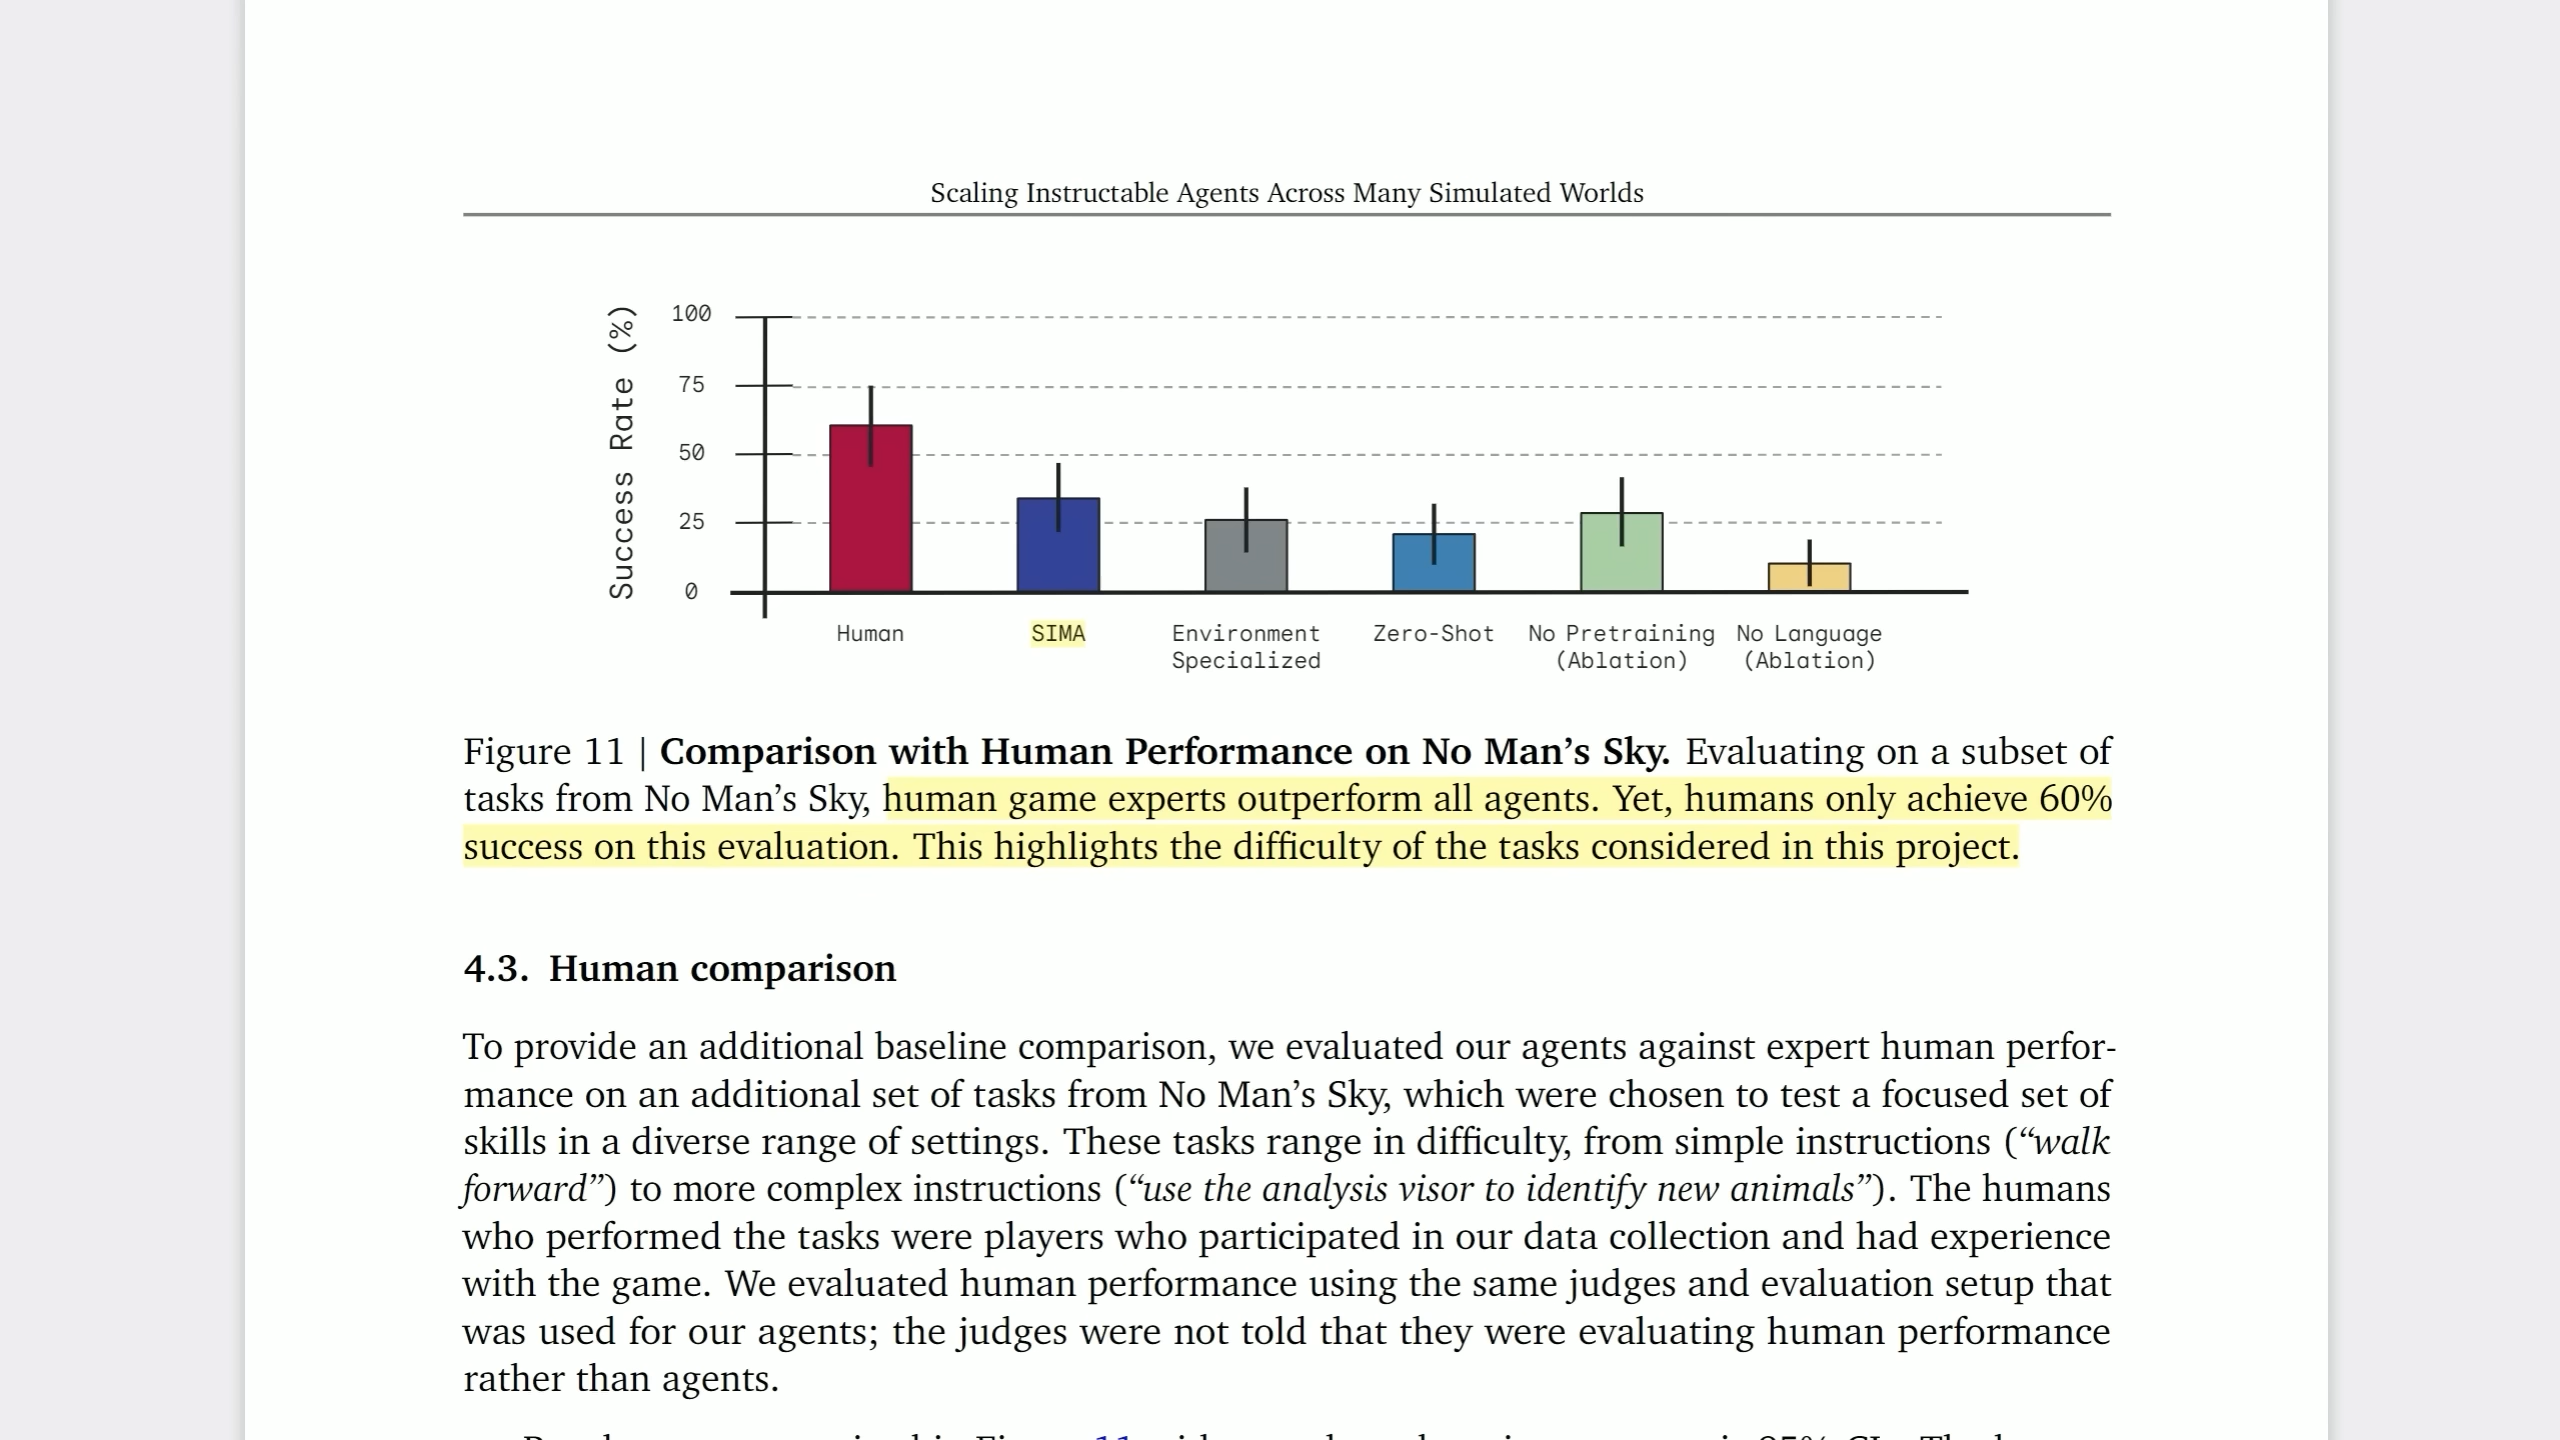 Scaling Instructable Agents Across Many Simulated Worlds
Success Rate (%)
100
75
50
25
0
Human
SIMA
Environment
Specialized
Zero-Shot
No Pretraining
(Ablation)
No Language
(Ablation)
Figure 11 | Comparison with Human Performance on No Man’s Sky. Evaluating on a subset of
tasks from No Man’s Sky, human game experts outperform all agents. Yet, humans only achieve 60%
success on this evaluation. This highlights the difficulty of the tasks considered in this project.
4.3. Human comparison
To provide an additional baseline comparison, we evaluated our agents against expert human perfor-
mance on an additional set of tasks from No Man’s Sky, which were chosen to test a focused set of
skills in a diverse range of settings. These tasks range in difficulty, from simple instructions (“walk
forward”) to more complex instructions (“use the analysis visor to identify new animals”). The humans
who performed the tasks were players who participated in our data collection and had experience
with the game. We evaluated human performance using the same judges and evaluation setup that
was used for our agents; the judges were not told that they were evaluating human performance
rather than agents.